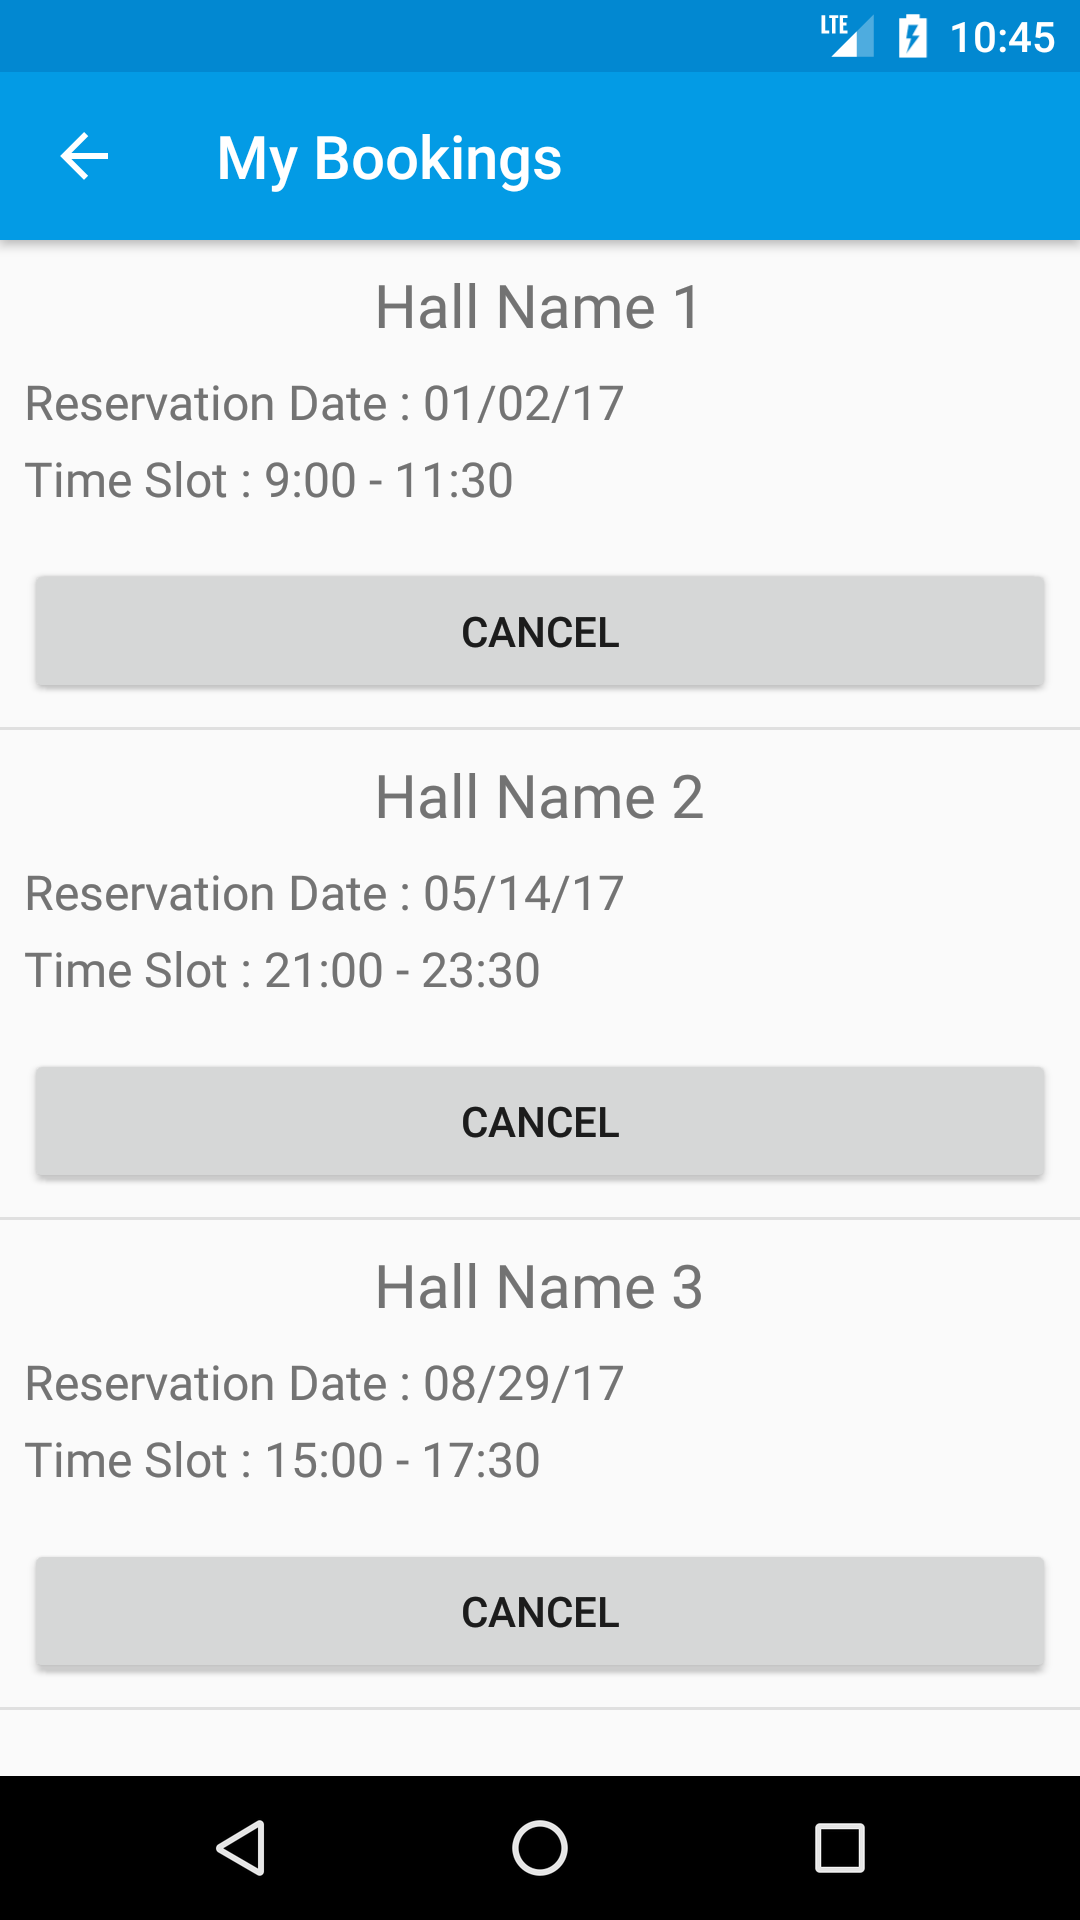 LTE 10:45
My Bookings
Hall Name 1
Reservation Date : 01/02/17
Time Slot : 9:00 - 11:30
CANCEL
Hall Name 2
Reservation Date : 05/14/17
Time Slot : 21:00 - 23:30
CANCEL
Hall Name 3
Reservation Date : 08/29/17
Time Slot : 15:00 - 17:30
CANCEL